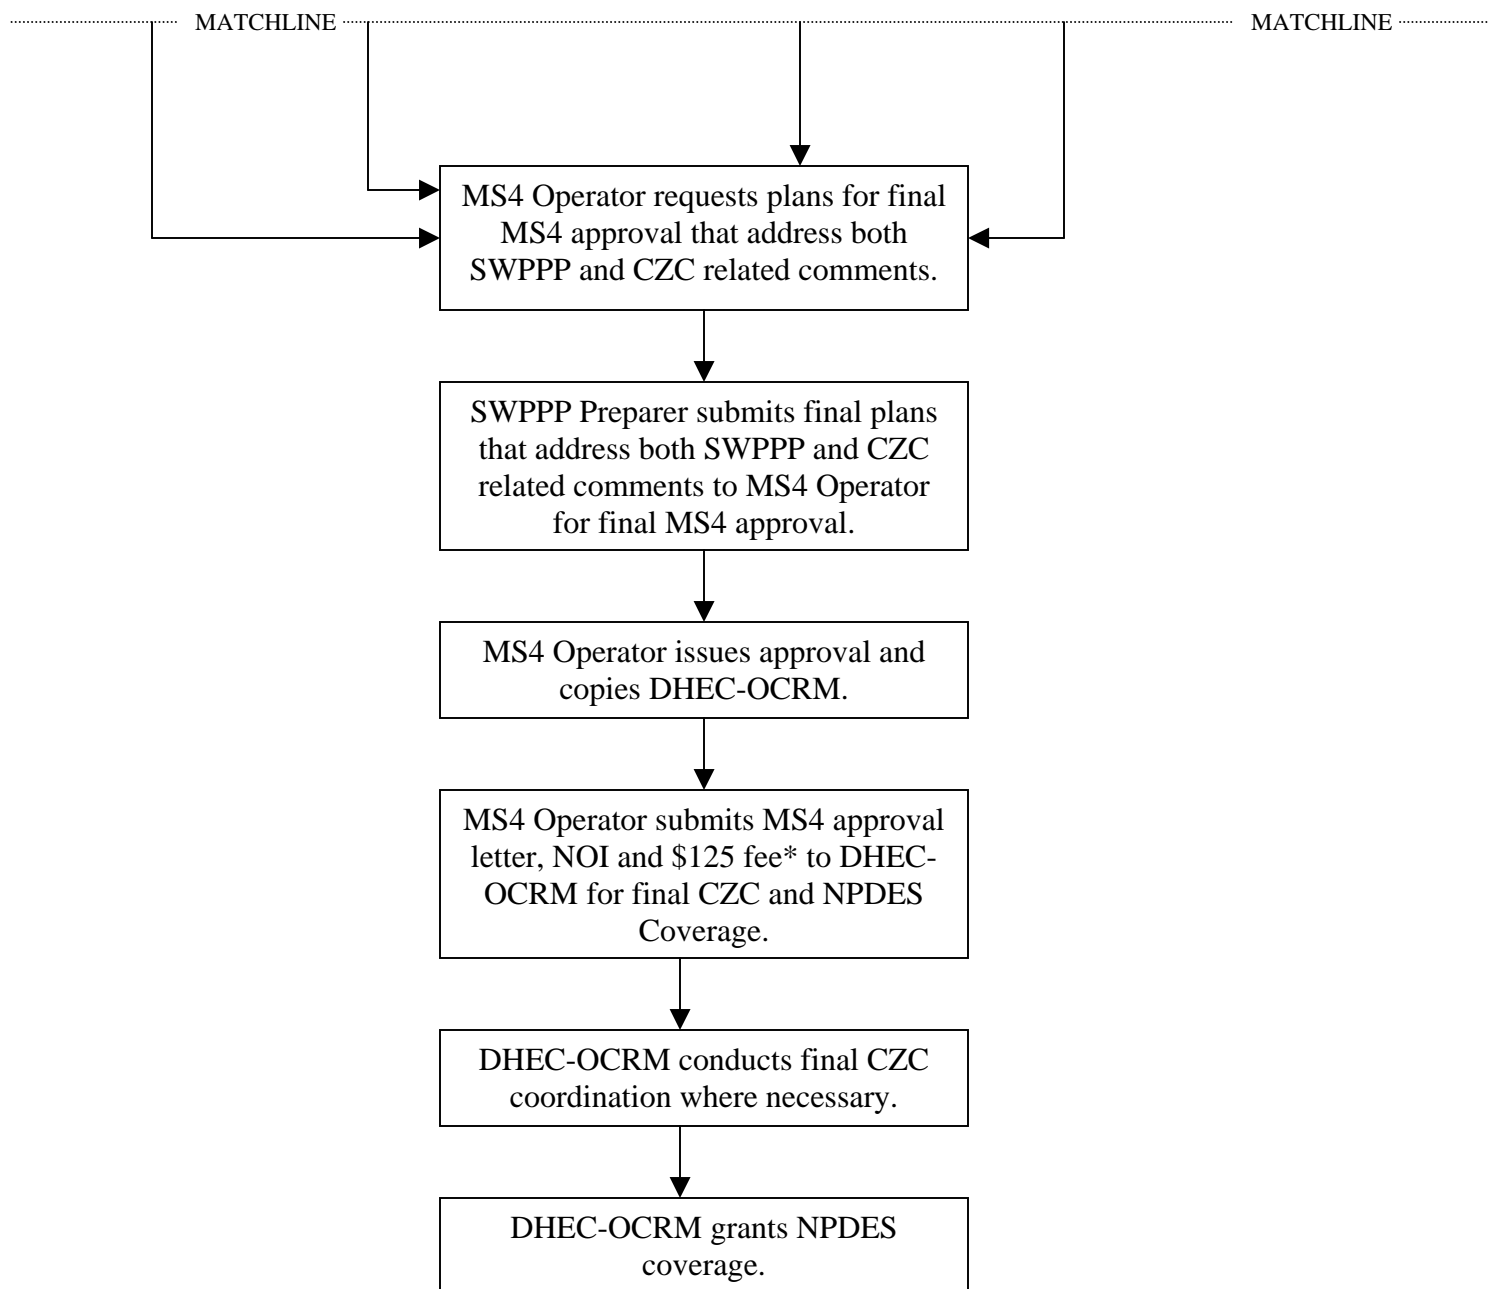 MATCHLINE MATCHLINE
MS4 Operator requests plans for final
MS4 approval that address both
SWPPP and CZC related comments.
SWPPP Preparer submits final plans
that address both SWPPP and CZC
related comments to MS4 Operator
for final MS4 approval.
MS4 Operator issues approval and
copies DHEC-OCRM.
MS4 Operator submits MS4 approval
letter, NOI and $125 fee* to DHEC-
OCRM for final CZC and NPDES
Coverage.
DHEC-OCRM conducts final CZC
coordination where necessary.
DHEC-OCRM grants NPDES
coverage.